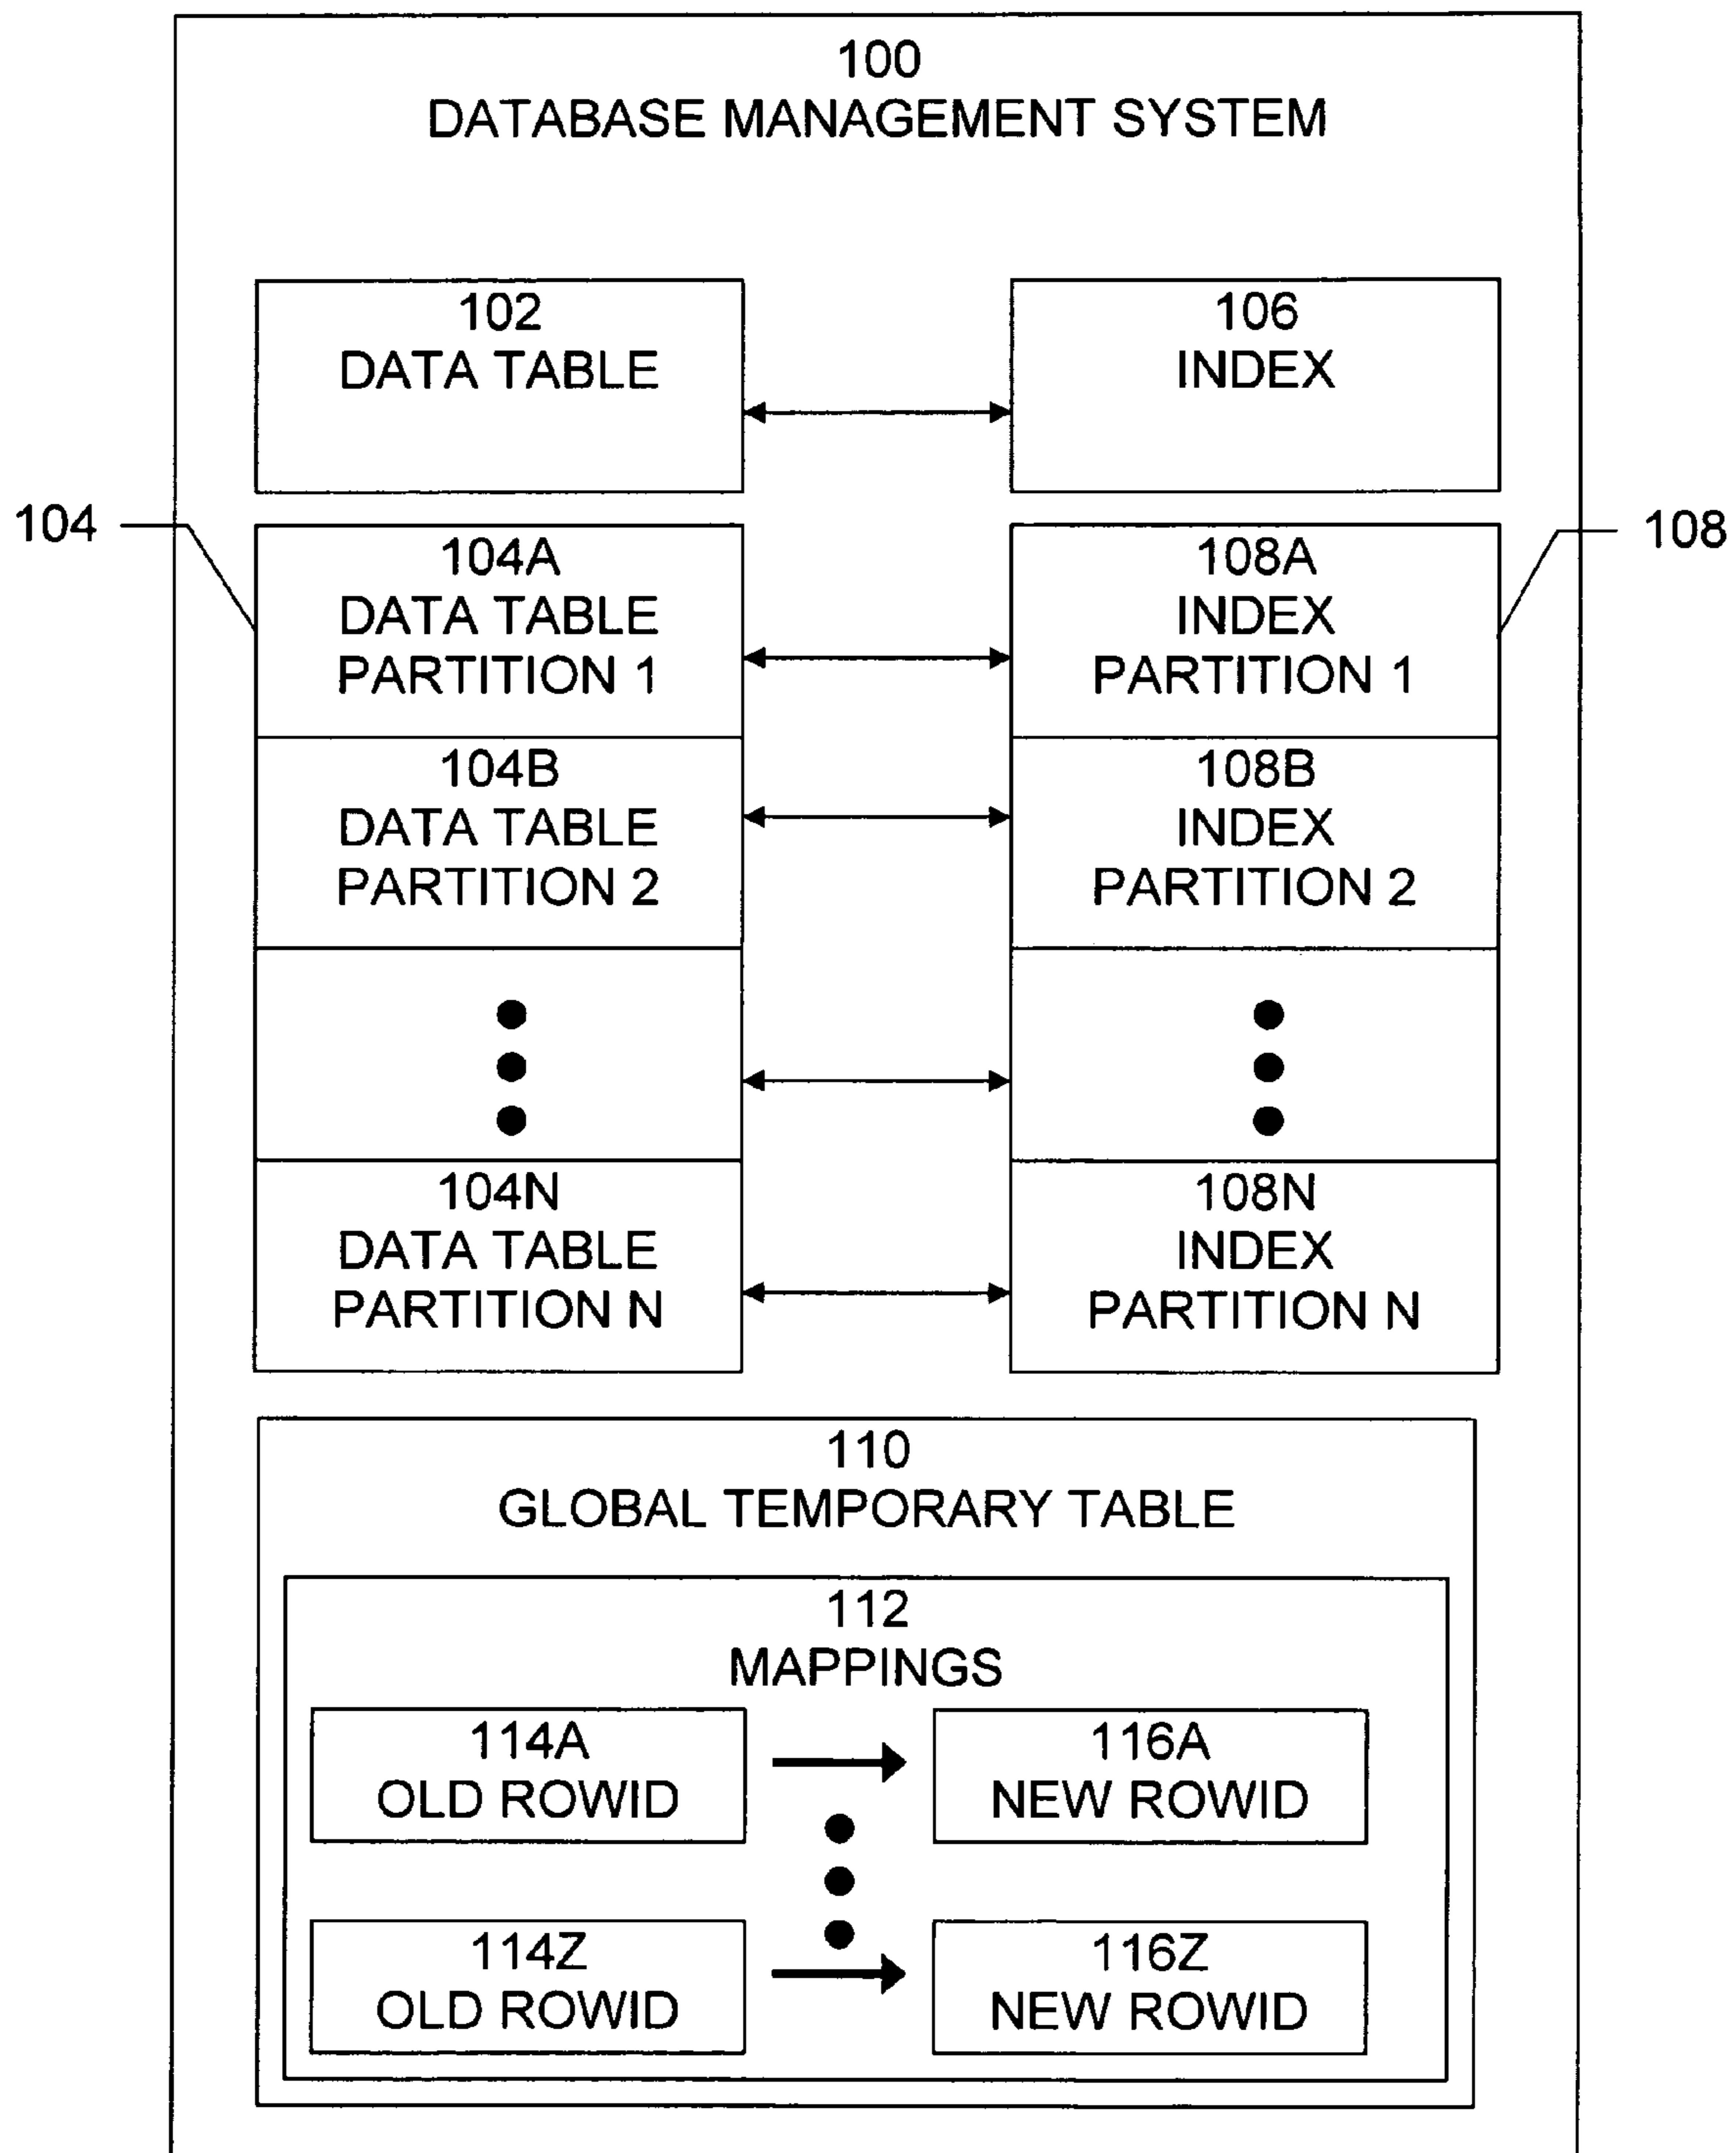 100
DATABASE MANAGEMENT SYSTEM
102
DATA TABLE
106
INDEX
104
108
104A
DATA TABLE
PARTITION 1
108A
INDEX
PARTITION 1
104B
DATA TABLE
PARTITION 2
108B
INDEX
PARTITION 2
104N
DATA TABLE
PARTITION N
108N
INDEX
PARTITION N
110
GLOBAL TEMPORARY TABLE
112
MAPPINGS
114A
OLD ROWID
116A
NEW ROWID
114Z
OLD ROWID
116Z
NEW ROWID